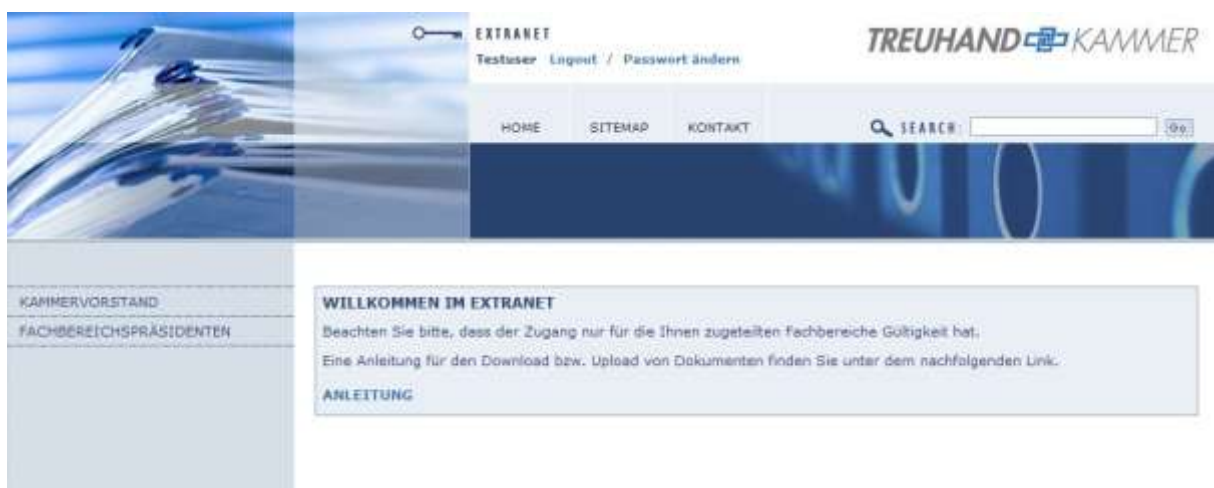 EXTRANET
Testuser Logout / Passwort ändern
TREUHAND KAMMER
HOME SITEMAP KONTAKT SEARCH: Go
KAMMERVORSTAND
FACHBEREICHSPRÄSIDENTEN
WILLKOMMEN IM EXTRANET
Beachten Sie bitte, dass der Zugang nur für die Ihnen zugeteilten Fachbereiche Gültigkeit hat.
Eine Anleitung für den Download bzw. Upload von Dokumenten finden Sie unter dem nachfolgenden Link.
ANLEITUNG